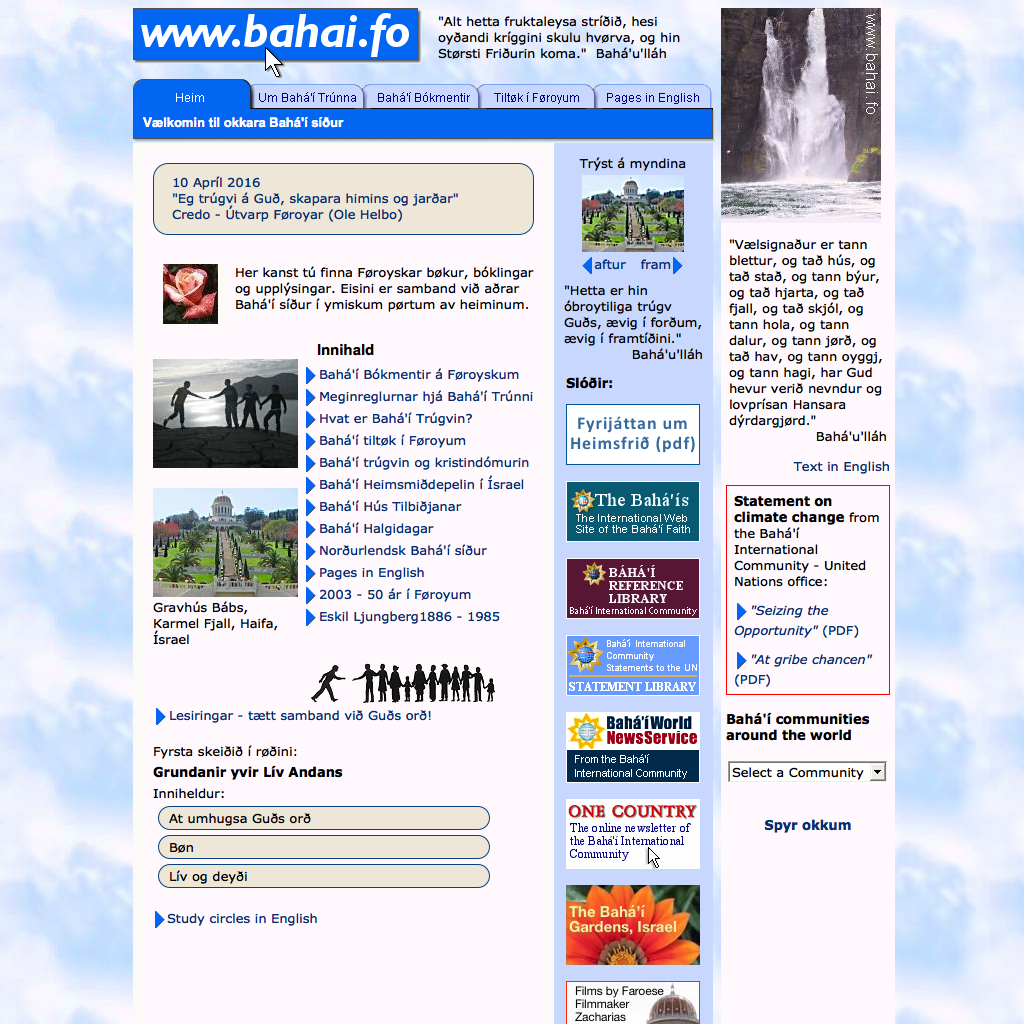 www.bahai.fo
"Alt hetta fruktaleysa stríðið, hesi
oyðandi kríggini skulu hvørva, og hin
Størsti Friðurin koma."  Bahá'u'lláh
www.bahai.fo
Heim
Um Bahá'í Trúnna
Bahá'í Bókmentir
Tiltøk í Føroyum
Pages in English
Vælkomin til okkara Bahá'í síður
10 Apríl 2016
"Eg trúgvi á Guð, skapara himins og jarðar"
Credo - Útvarp Føroyar (Ole Helbo)
Her kanst tú finna Føroyskar bøkur, bóklingar
og upplýsingar. Eisini er samband við aðrar
Bahá'í síður í ymiskum pørtum av heiminum.
Innihald
Bahá'í Bókmentir á Føroyskum
Meginreglurnar hjá Bahá'í Trúnni
Hvat er Bahá'í Trúgvin?
Bahá'í tiltøk í Føroyum
Bahá'í trúgvin og kristindómurin
Bahá'í Heimsmiðdepelin í Ísrael
Bahá'í Hús Tilbiðjanar
Bahá'í Halgidagar
Norðurlendsk Bahá'í síður
Pages in English
2003 - 50 ár í Føroyum
Eskil Ljungberg1886 - 1985
Gravhús Bábs,
Karmel Fjall, Haifa,
Ísrael
Lesiringar - tætt samband við Guðs orð!
Fyrsta skeiðið í røðini:
Grundanir yvir Lív Andans
Inniheldur:
At umhugsa Guðs orð
Bøn
Lív og deyði
Study circles in English
Trýst á myndina
aftur fram
"Hetta er hin
óbroytiliga trúgv
Guðs, ævig í forðum,
ævig í framtíðini."
Bahá'u'lláh
Slóðir:
Fyrijáttan um
Heimsfrið (pdf)
The Bahá'ís
The International Web
Site of the Bahá'í Faith
BÁHÁ'Í
REFERENCE
LIBRARY
Bahá'í International Community
Bahá'í International
Community
Statements to the UN
STATEMENT LIBRARY
Bahá'í World
NewsService
From the Bahá'í
International Community
ONE COUNTRY
The online newsletter of
the Bahá'í International
Community
The Bahá'í
Gardens, Israel
Films by Faroese
Filmmaker
Zacharias
"Vælsignaður er tann
blettur, og tað hús, og
tað stað, og tann býur,
og tað hjarta, og tað
fjall, og tað skjól, og
tann hola, og tann
dalur, og tann jørð, og
tað hav, og tann oyggj,
og tann hagi, har Gud
hevur verið nevndur og
lovprísan Hansara
dýrdargjørd."
Bahá'u'lláh
Text in English
Statement on
climate change from
the Bahá'í
International
Community - United
Nations office:
"Seizing the
Opportunity" (PDF)
"At gribe chancen"
(PDF)
Bahá'í communities
around the world
Select a Community
Spyr okkum